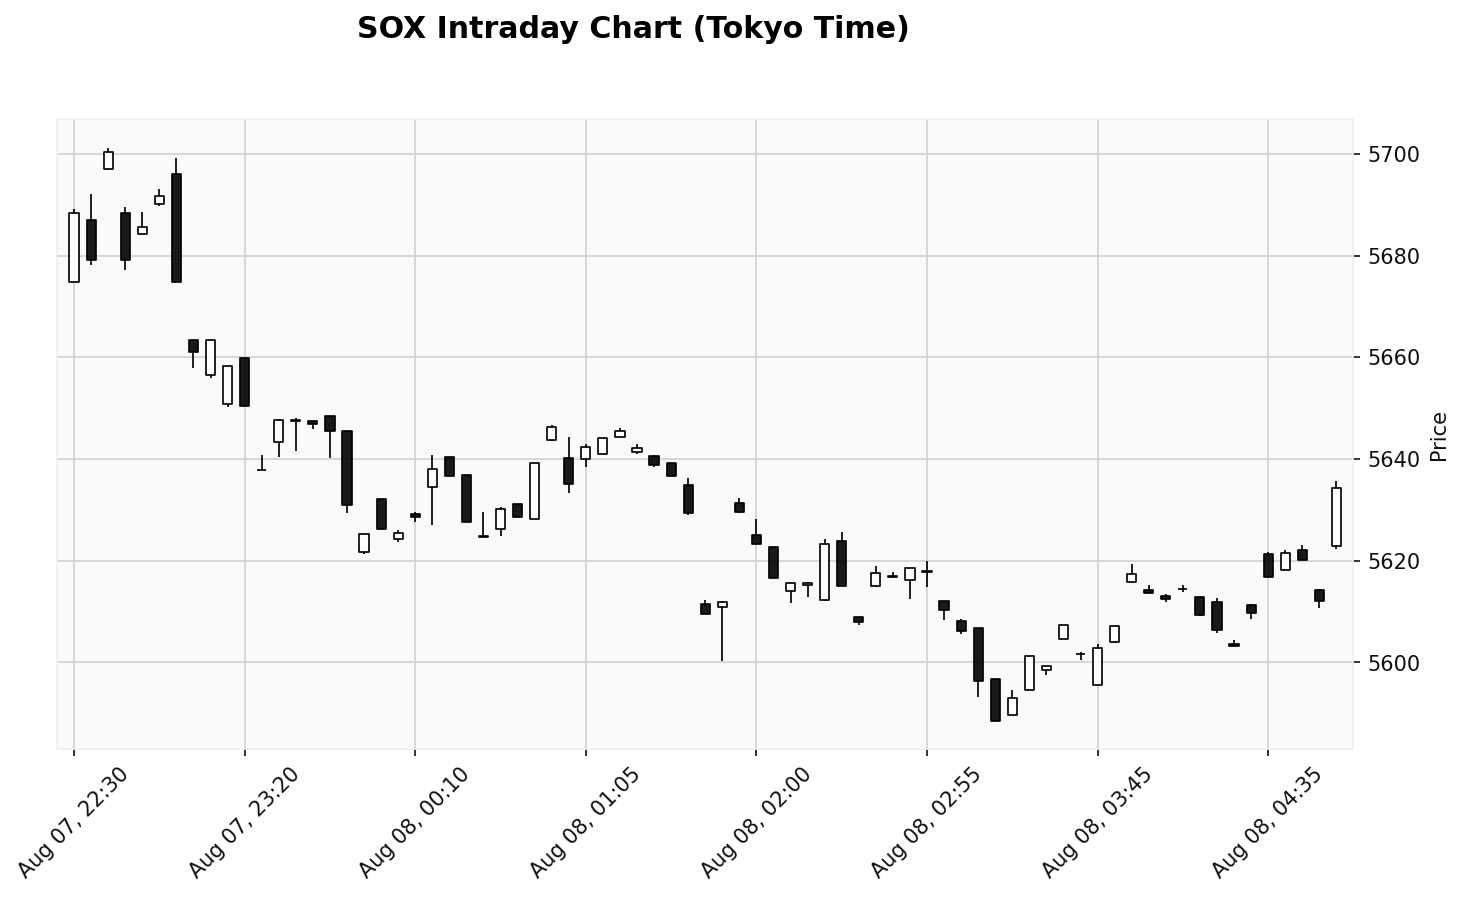 SOX Intraday Chart (Tokyo Time)
5700
5680
5660
5640
5620
5600
Price
Aug 07, 22:30
Aug 07, 23:20
Aug 08, 00:10
Aug 08, 01:05
Aug 08, 02:00
Aug 08, 02:55
Aug 08, 03:45
Aug 08, 04:35